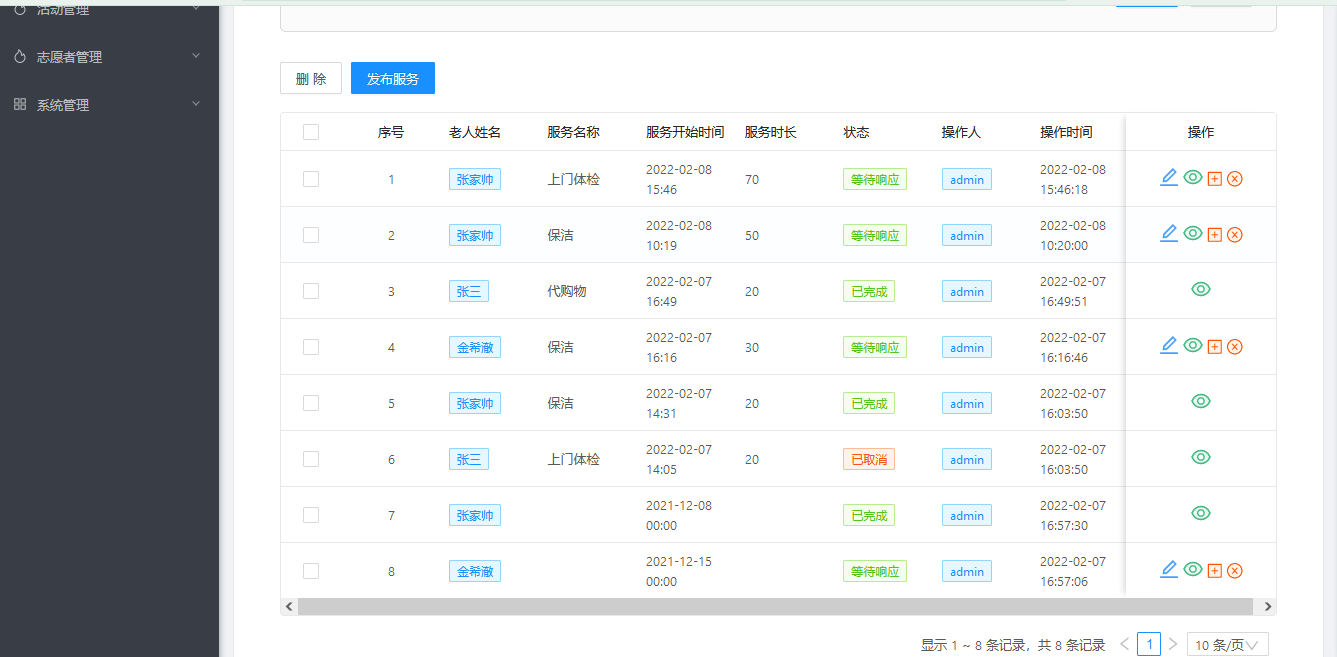 活动管理
志愿者管理
系统管理
删 除 发布服务
序号 老人姓名 服务名称 服务开始时间 服务时长 状态 操作人 操作时间 操作
1 张家帅 上门体检 2022-02-08 15:46 70 等待响应 admin 2022-02-08 15:46:18
2 张家帅 保洁 2022-02-08 10:19 50 等待响应 admin 2022-02-08 10:20:00
3 张三 代购物 2022-02-07 16:49 20 已完成 admin 2022-02-07 16:49:51
4 金希澈 保洁 2022-02-07 16:16 30 等待响应 admin 2022-02-07 16:16:46
5 张家帅 保洁 2022-02-07 14:31 20 已完成 admin 2022-02-07 16:03:50
6 张三 上门体检 2022-02-07 14:05 20 已取消 admin 2022-02-07 16:03:50
7 张家帅 2021-12-08 00:00 已完成 admin 2022-02-07 16:57:30
8 金希澈 2021-12-15 00:00 等待响应 admin 2022-02-07 16:57:06
显示 1 ~ 8 条记录，共 8 条记录 1 10 条/页